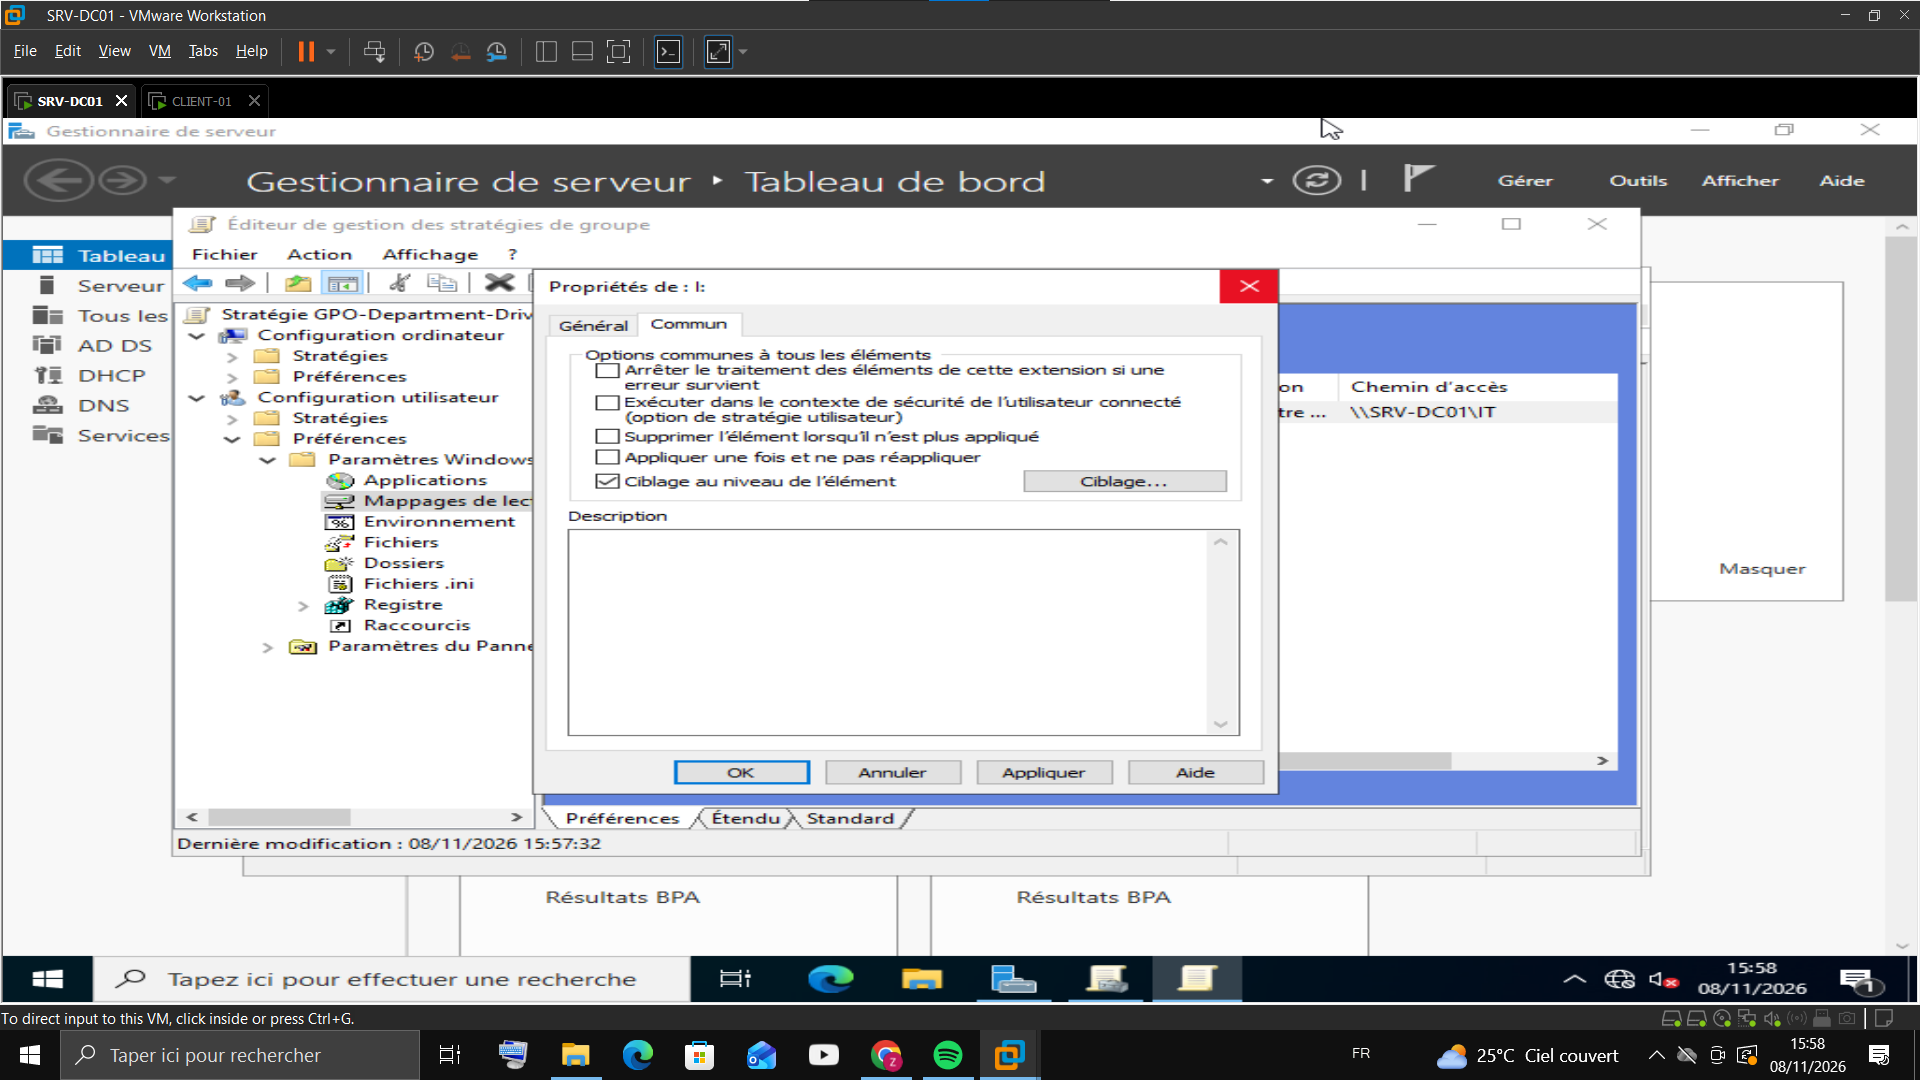 SRV-DC01 - VMware Workstation
File Edit View VM Tabs Help
SRV-DC01 CLIENT-01
Gestionnaire de serveur
Gestionnaire de serveur ‣ Tableau de bord
Gérer Outils Afficher Aide
Tableau
Serveur
Tous les
AD DS
DHCP
DNS
Services
Éditeur de gestion des stratégies de groupe
Fichier Action Affichage ?
Stratégie GPO-Department-Driv
Configuration ordinateur
Stratégies
Préférences
Configuration utilisateur
Stratégies
Préférences
Paramètres Windows
Applications
Mappages de lect
Environnement
Fichiers
Dossiers
Fichiers .ini
Registre
Raccourcis
Paramètres du Panne
Propriétés de : I:
Général Commun
Options communes à tous les éléments
Arrêter le traitement des éléments de cette extension si une
erreur survient
Exécuter dans le contexte de sécurité de l'utilisateur connecté
(option de stratégie utilisateur)
Supprimer l'élément lorsqu'il n'est plus appliqué
Appliquer une fois et ne pas réappliquer
Ciblage au niveau de l'élément Ciblage...
Description
OK Annuler Appliquer Aide
on Chemin d'accès
tre ... \\SRV-DC01\IT
Masquer
Préférences Étendu Standard
Dernière modification : 08/11/2026 15:57:32
Résultats BPA Résultats BPA
Tapez ici pour effectuer une recherche
15:58
08/11/2026
1
To direct input to this VM, click inside or press Ctrl+G.
Taper ici pour rechercher
FR
25°C Ciel couvert
15:58
08/11/2026